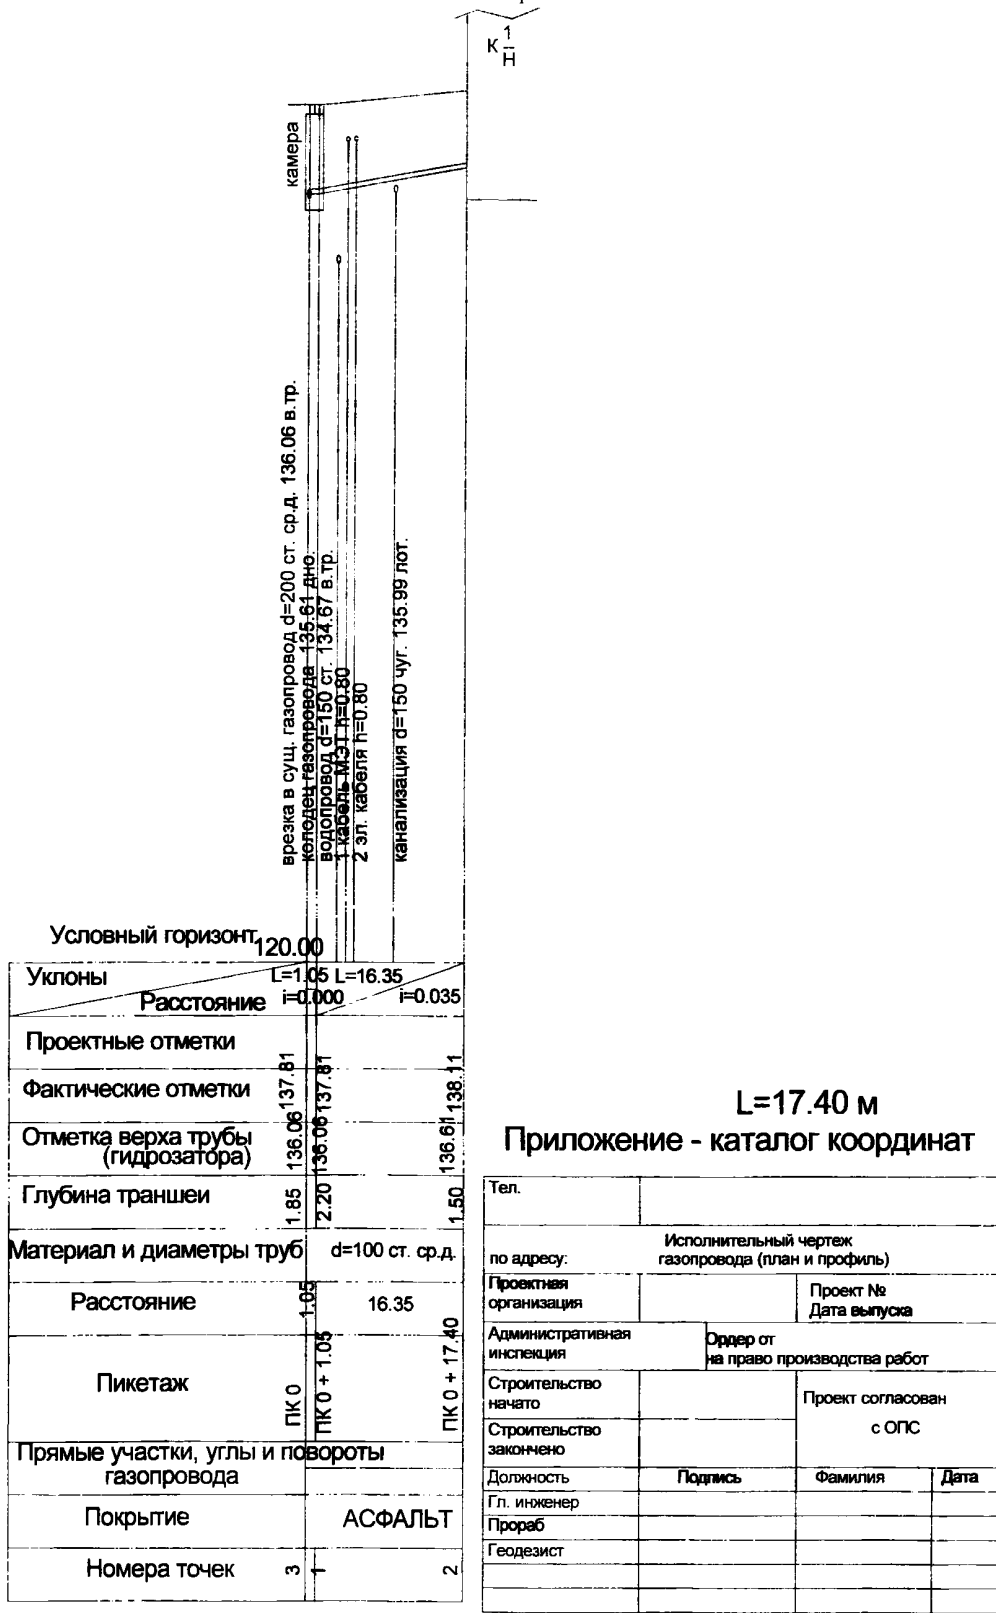 К 1/Н
камера
врезка в сущ. газопровод d=200 ст. ср.д. 136.06 в.тр.
колодец газопровода 135.61 дно.
водопровод d=150 ст. 134.67 в.тр.
1 кабель МЭТ h=0.80
2 эл. кабеля h=0.80
канализация d=150 чуг. 135.99 лот.
Условный горизонт 120.00
Уклоны
Расстояние
L=1.05 L=16.35
i=0.000 i=0.035
Проектные отметки
Фактические отметки 137.81 137.81 138.11
Отметка верха трубы
(гидрозатора) 136.06 136.06 136.61
Глубина траншеи 1.85 2.20 1.50
Материал и диаметры труб d=100 ст. ср.д.
Расстояние 1.05 16.35
Пикетаж ПК 0 ПК 0 + 1.05 ПК 0 + 17.40
Прямые участки, углы и повороты
газопровода
Покрытие АСФАЛЬТ
Номера точек 3 1 2
L=17.40 м
Приложение - каталог координат
Тел.
по адресу:
Исполнительный чертеж
газопровода (план и профиль)
Проектная
организация
Проект №
Дата выпуска
Административная
инспекция
Ордер от
на право производства работ
Строительство
начато
Проект согласован
с ОПС
Строительство
закончено
Должность Подпись Фамилия Дата
Гл. инженер
Прораб
Геодезист